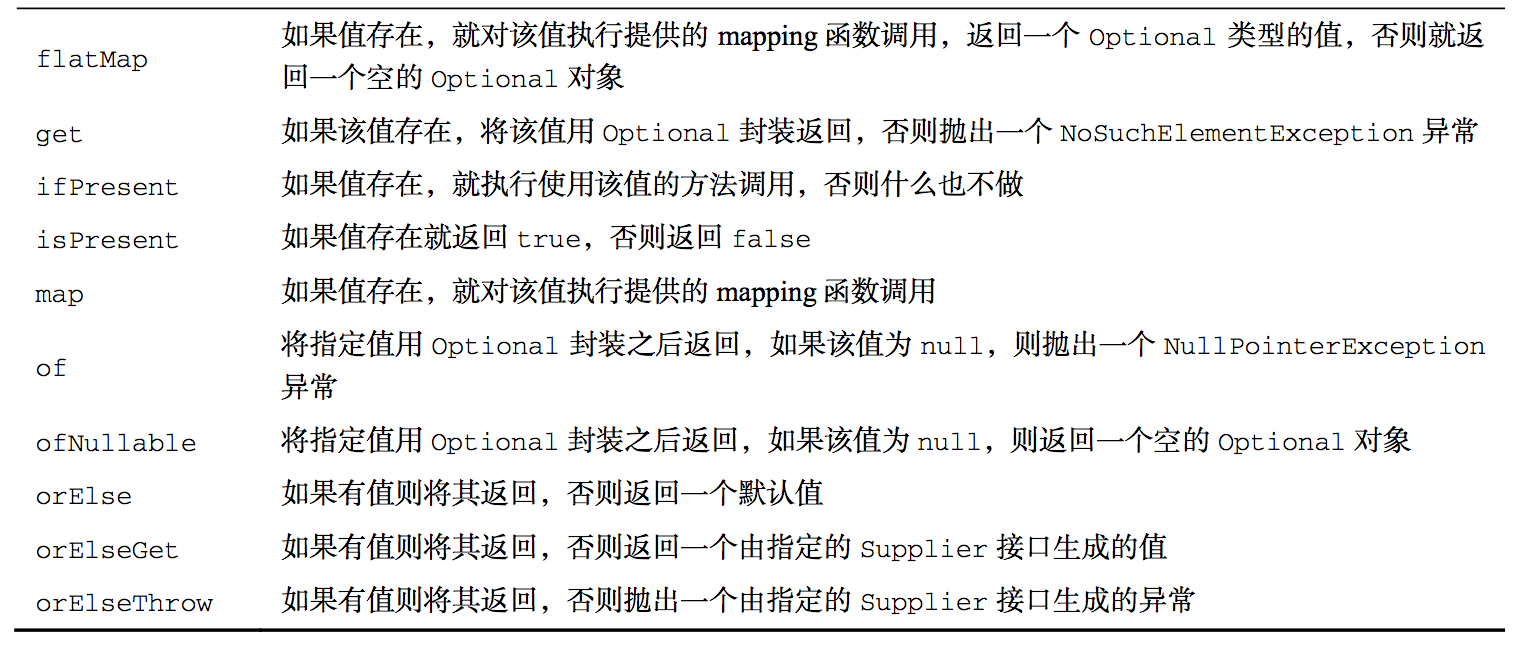 flatMap
如果值存在，就对该值执行提供的 mapping 函数调用，返回一个 Optional 类型的值，否则就返
回一个空的 Optional 对象
get
如果该值存在，将该值用 Optional 封装返回，否则抛出一个 NoSuchElementException 异常
ifPresent
如果值存在，就执行使用该值的方法调用，否则什么也不做
isPresent
如果值存在就返回 true，否则返回 false
map
如果值存在，就对该值执行提供的 mapping 函数调用
of
将指定值用 Optional 封装之后返回，如果该值为 null，则抛出一个 NullPointerException
异常
ofNullable
将指定值用 Optional 封装之后返回，如果该值为 null，则返回一个空的 Optional 对象
orElse
如果有值则将其返回，否则返回一个默认值
orElseGet
如果有值则将其返回，否则返回一个由指定的 Supplier 接口生成的值
orElseThrow
如果有值则将其返回，否则抛出一个由指定的 Supplier 接口生成的异常